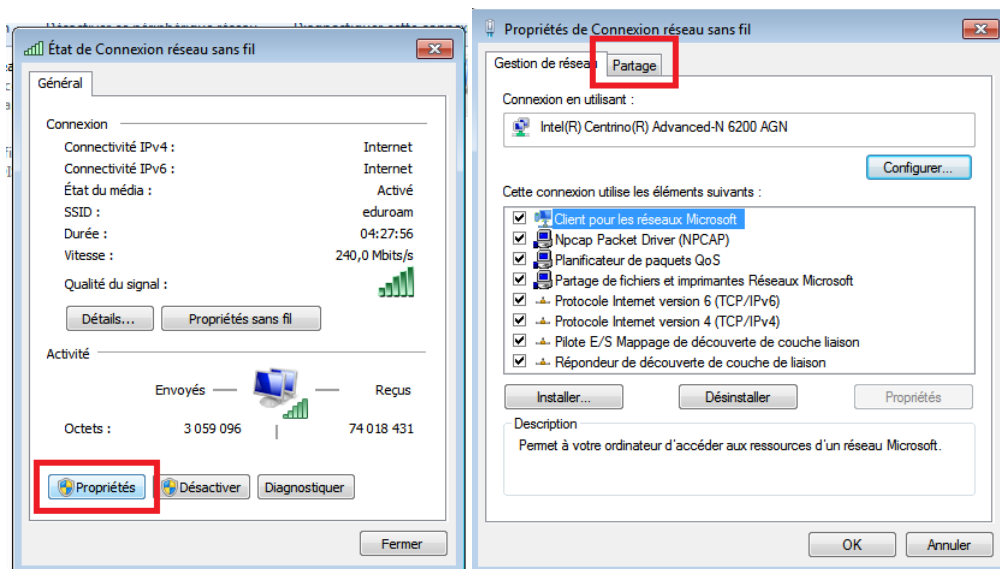 État de Connexion réseau sans fil
Général
Connexion
Connectivité IPv4 : Internet
Connectivité IPv6 : Internet
État du média : Activé
SSID : eduroam
Durée : 04:27:56
Vitesse : 240,0 Mbits/s
Qualité du signal :
Détails... Propriétés sans fil
Activité
Envoyés Reçus
Octets : 3 059 096 74 018 431
Propriétés Désactiver Diagnostiquer
Fermer
Propriétés de Connexion réseau sans fil
Gestion de réseau Partage
Connexion en utilisant :
Intel(R) Centrino(R) Advanced-N 6200 AGN
Configurer...
Cette connexion utilise les éléments suivants :
Client pour les réseaux Microsoft
Npcap Packet Driver (NPCAP)
Planificateur de paquets QoS
Partage de fichiers et imprimantes Réseaux Microsoft
Protocole Internet version 6 (TCP/IPv6)
Protocole Internet version 4 (TCP/IPv4)
Pilote E/S Mappage de découverte de couche liaison
Répondeur de découverte de couche de liaison
Installer... Désinstaller Propriétés
Description
Permet à votre ordinateur d'accéder aux ressources d'un réseau Microsoft.
OK Annuler